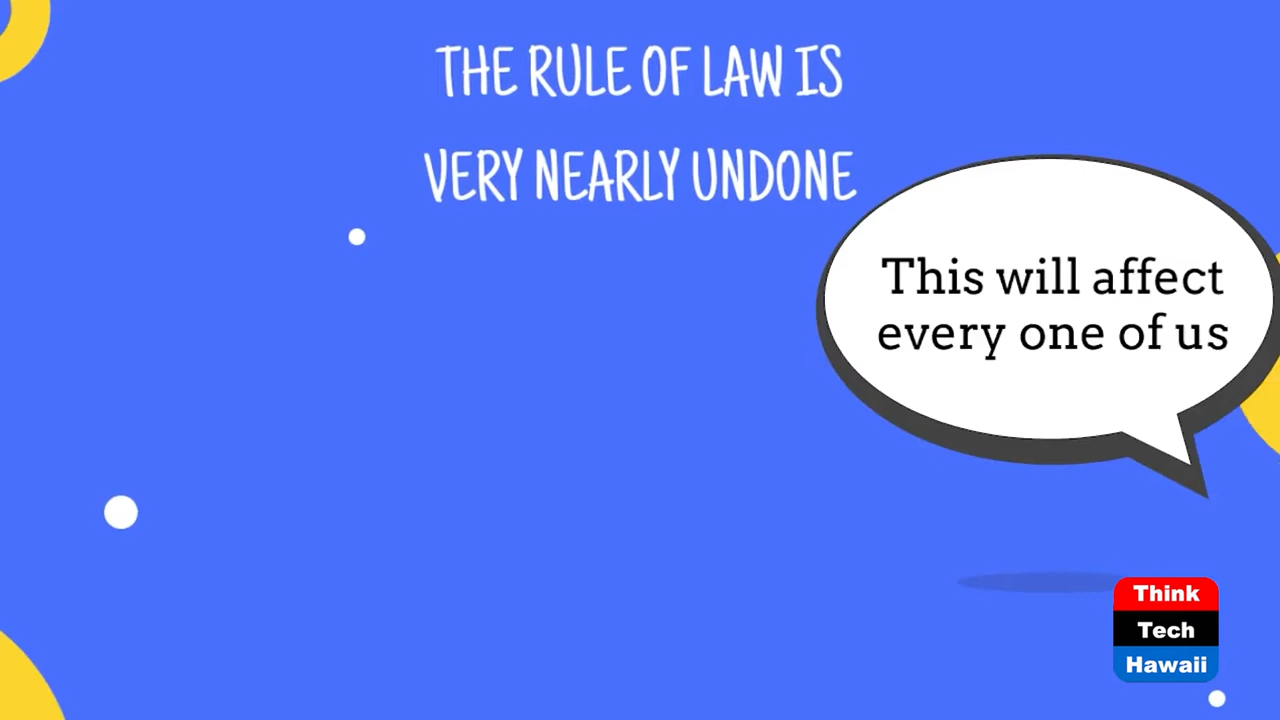 THE RULE OF LAW IS
VERY NEARLY UNDONE
This will affect
every one of us
Think
Tech
Hawaii